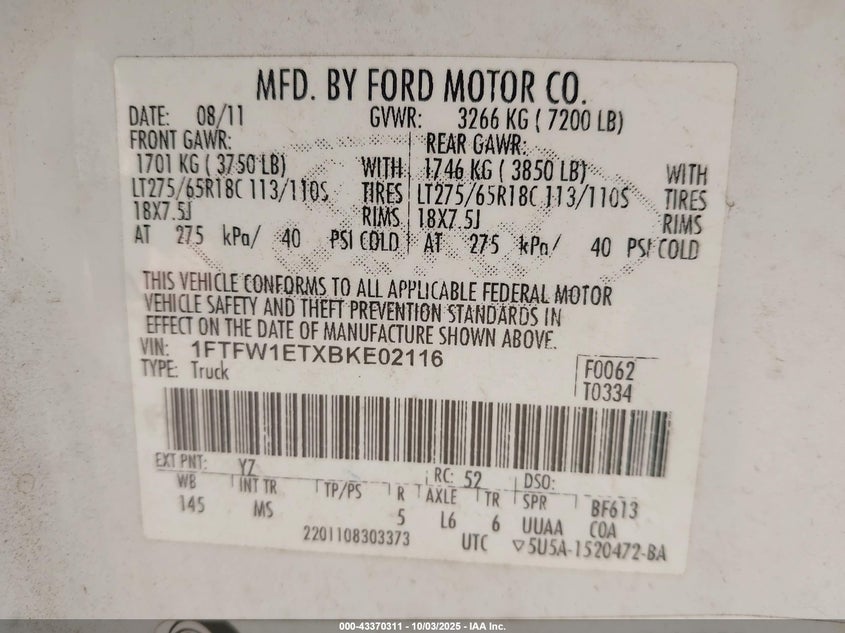 MFD. BY FORD MOTOR CO.
DATE: 08/11 GVWR: 3266 KG ( 7200 LB)
FRONT GAWR: REAR GAWR:
1701 KG ( 3750 LB) WITH 1746 KG ( 3850 LB) WITH
LT275/65R18C 113/110S TIRES LT275/65R18C 113/110S TIRES
18X7.5J RIMS 18X7.5J RIMS
AT 275 kPa/ 40 PSI COLD AT 275 kPa/ 40 PSI COLD
THIS VEHICLE CONFORMS TO ALL APPLICABLE FEDERAL MOTOR
VEHICLE SAFETY AND THEFT PREVENTION STANDARDS IN
EFFECT ON THE DATE OF MANUFACTURE SHOWN ABOVE.
VIN: 1FTFW1ETXBKE02116
TYPE: Truck F0062
T0334
EXT PNT: YZ RC: 52 DSO:
WB INT TR TP/PS R AXLE TR SPR BF613
145 MS 5 L6 6 UUAA COA
2201108303373 UTC ▽5U5A-1520472-BA
000-43370311 - 10/03/2025 - IAA Inc.